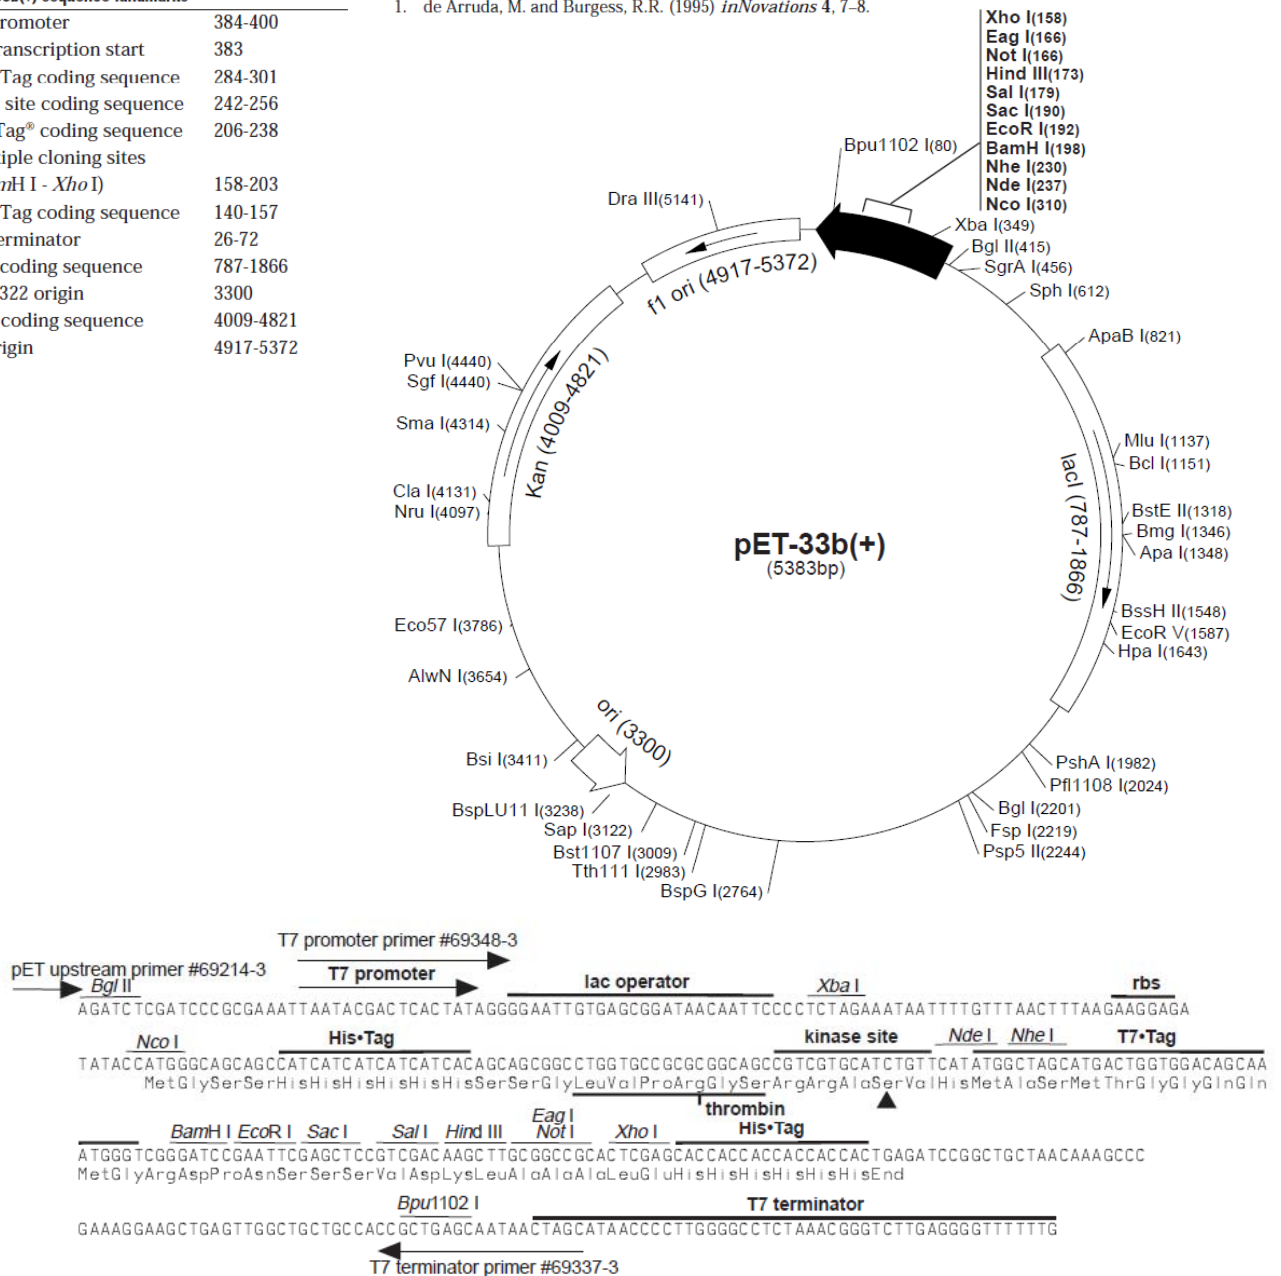 romoter 384-400
ranscription start 383
Tag coding sequence 284-301
site coding sequence 242-256
Tag® coding sequence 206-238
iple cloning sites
mH I - Xho I) 158-203
Tag coding sequence 140-157
erminator 26-72
coding sequence 787-1866
322 origin 3300
coding sequence 4009-4821
rigin 4917-5372
1. de Arruda, M. and Burgess, R.R. (1995) inNovations 4, 7–8.
Xho I(158)
Eag I(166)
Not I(166)
Hind III(173)
Sal I(179)
Sac I(190)
EcoR I(192)
BamH I(198)
Nhe I(230)
Nde I(237)
Nco I(310)
Bpu1102 I(80)
Dra III(5141)
Xba I(349)
Bgl II(415)
SgrA I(456)
Sph I(612)
ApaB I(821)
f1 ori (4917-5372)
Pvu I(4440)
Sgf I(4440)
Sma I(4314)
Kan (4009-4821)
Cla I(4131)
Nru I(4097)
Mlu I(1137)
Bcl I(1151)
lacI (787-1866)
BstE II(1318)
Bmg I(1346)
Apa I(1348)
pET-33b(+)
(5383bp)
BssH II(1548)
EcoR V(1587)
Hpa I(1643)
Eco57 I(3786)
AlwN I(3654)
ori (3300)
Bsi I(3411)
BspLU11 I(3238)
Sap I(3122)
Bst1107 I(3009)
Tth111 I(2983)
BspG I(2764)
PshA I(1982)
Pfl1108 I(2024)
Bgl I(2201)
Fsp I(2219)
Psp5 II(2244)
T7 promoter primer #69348-3
pET upstream primer #69214-3
Bgl II T7 promoter lac operator Xba I rbs
AGATCTCGATCCCGCGAAATTAATACGACTCACTATAGGGGAATTGTGAGCGGATAACAATTCCCCTCTAGAAATAATTTTGTTTAACTTTAAGAAGGAGA
Nco I His•Tag kinase site Nde I Nhe I T7•Tag
TATACCATGGGCAGCAGCCATCATCATCATCATCACAGCAGCGGCCTGGTGCCGCGCGGCAGCCGTCGTGCATCTGTTCATATGGCTAGCATGACTGGTGGACAGCAA
MetGlySerSerHisHisHisHisHisHisSerSerGlyLeuValProArgGlySerArgArgAlaSerValHisMetAlaSerMetThrGlyGlyGlnGln
thrombin
BamH I EcoR I Sac I Sal I Hind III Eag I Not I Xho I His•Tag
ATGGGTCGGGATCCGAATTCGAGCTCCGTCGACAAGCTTGCGGCCGCACTCGAGCACCACCACCACCACCACTGAGATCCGGCTGCTAACAAAGCCC
MetGlyArgAspProAsnSerSerSerValAspLysLeuAlaAlaAlaLeuGluHisHisHisHisHisHisEnd
Bpu1102 I T7 terminator
GAAAGGAAGCTGAGTTGGCTGCTGCCACCGCTGAGCAATAACTAGCATAACCCCTTGGGGCCTCTAAACGGGTCTTGAGGGGTTTTTTG
T7 terminator primer #69337-3